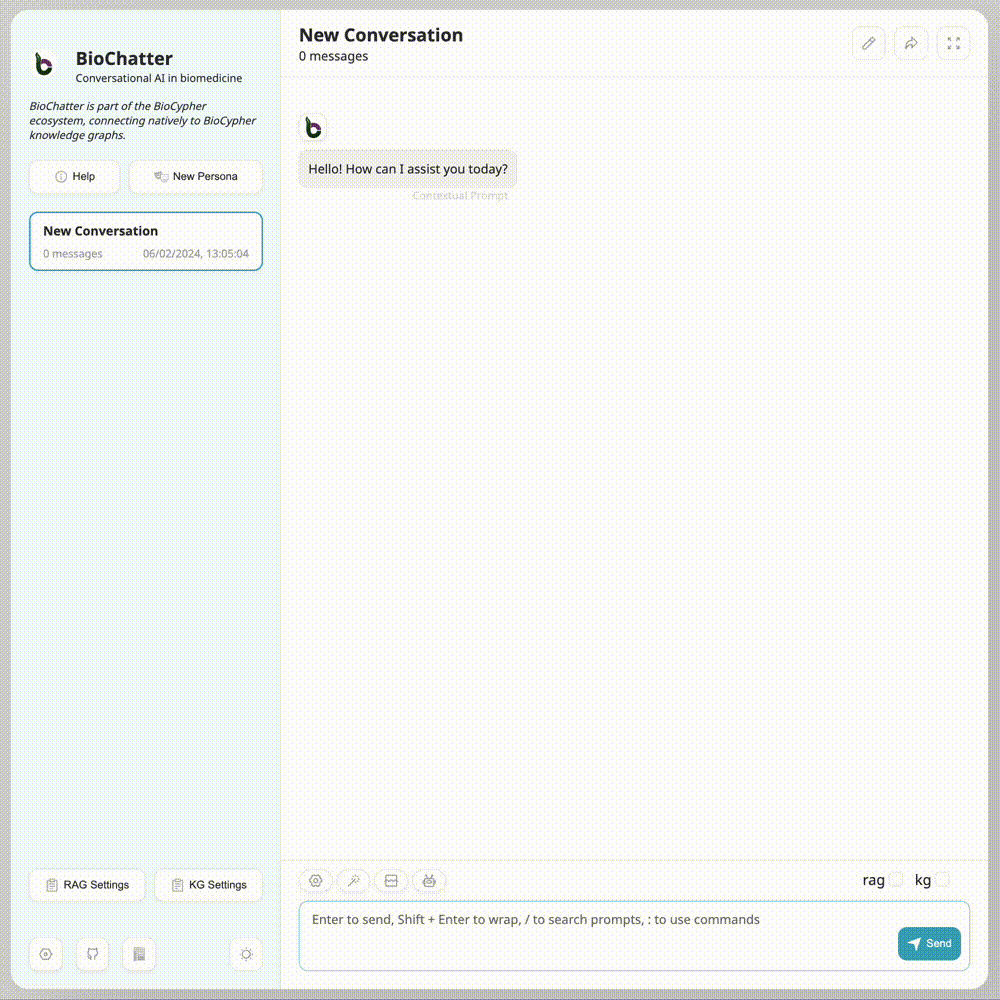 BioChatter
Conversational AI in biomedicine
BioChatter is part of the BioCypher
ecosystem, connecting natively to BioCypher
knowledge graphs.
Help
New Persona
New Conversation
0 messages
06/02/2024, 13:05:04
RAG Settings
KG Settings
New Conversation
0 messages
Hello! How can I assist you today?
Contextual Prompt
rag
kg
Enter to send, Shift + Enter to wrap, / to search prompts, : to use commands
Send